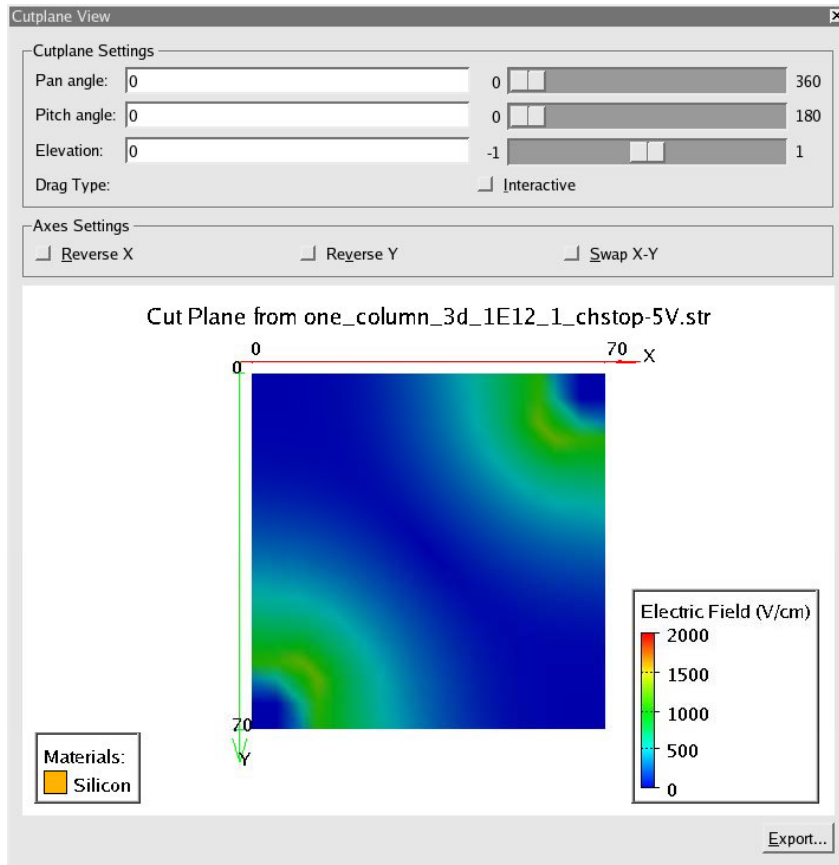 Cutplane View
Cutplane Settings
Pan angle: 0 0 360
Pitch angle: 0 0 180
Elevation: 0 -1 1
Drag Type: Interactive
Axes Settings
Reverse X Reverse Y Swap X-Y
Cut Plane from one_column_3d_1E12_1_chstop-5V.str
0 70 X
0
70
Y
Electric Field (V/cm)
2000
1500
1000
500
0
Materials:
Silicon
Export...